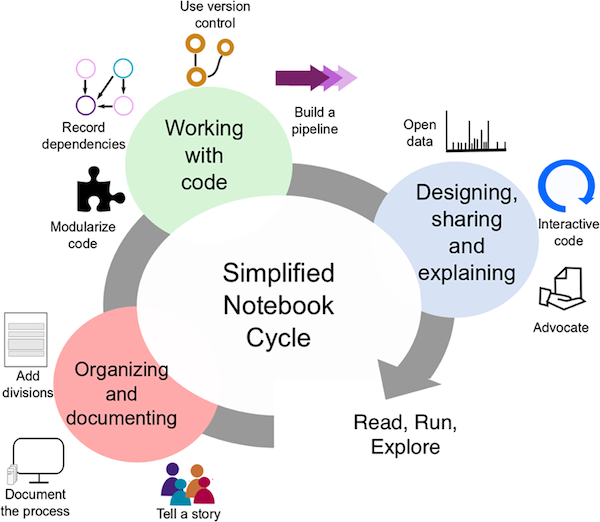 Use version
control
Record
dependencies
Working
with
code
Build a
pipeline
Open
data
Modularize
code
Designing,
sharing
and
explaining
Interactive
code
Advocate
Simplified
Notebook
Cycle
Add
divisions
Organizing
and
documenting
Read, Run,
Explore
Document
the process
Tell a story